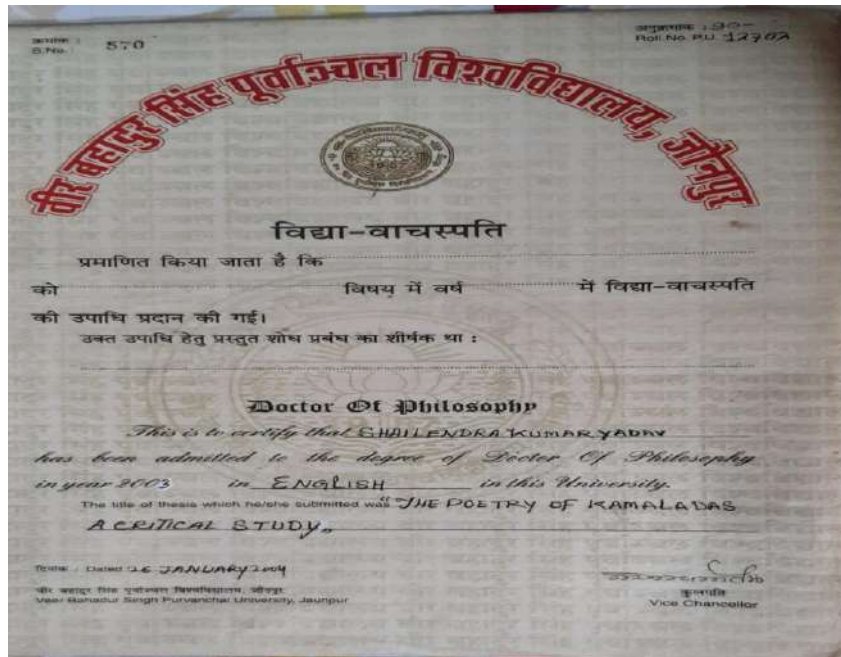 क्रमांक :
S.No. : 570
अनुक्रमांक :
Roll No. P.U.
वीर बहादुर सिंह पूर्वाञ्चल विश्वविद्यालय, जौनपुर
विद्या-वाचस्पति
प्रमाणित किया जाता है कि
को विषय में वर्ष में विद्या-वाचस्पति
की उपाधि प्रदान की गई।
उक्त उपाधि हेतु प्रस्तुत शोध प्रबंध का शीर्षक था :
Doctor Of Philosophy
This is to certify that SHAILENDRA KUMAR YADAV
has been admitted to the degree of Doctor Of Philosophy
in year 2003 in ENGLISH in this University.
The title of thesis which he/she submitted was "THE POETRY OF KAMALA DAS
A CRITICAL STUDY"
दिनांक : Dated 26 JANUARY 2004
वीर बहादुर सिंह पूर्वाञ्चल विश्वविद्यालय, जौनपुर
Veer Bahadur Singh Purvanchal University, Jaunpur
कुलपति
Vice Chancellor